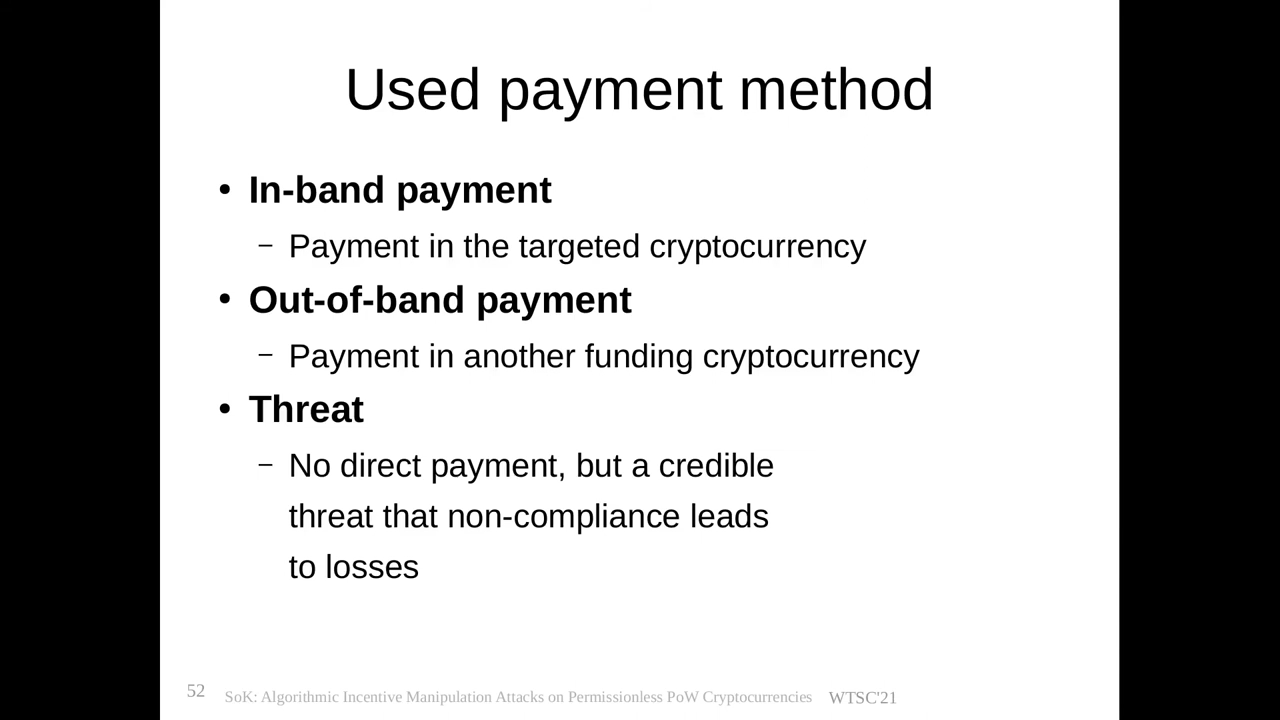 Used payment method
• In-band payment
– Payment in the targeted cryptocurrency
• Out-of-band payment
– Payment in another funding cryptocurrency
• Threat
– No direct payment, but a credible
threat that non-compliance leads
to losses
52 SoK: Algorithmic Incentive Manipulation Attacks on Permissionless PoW Cryptocurrencies WTSC'21